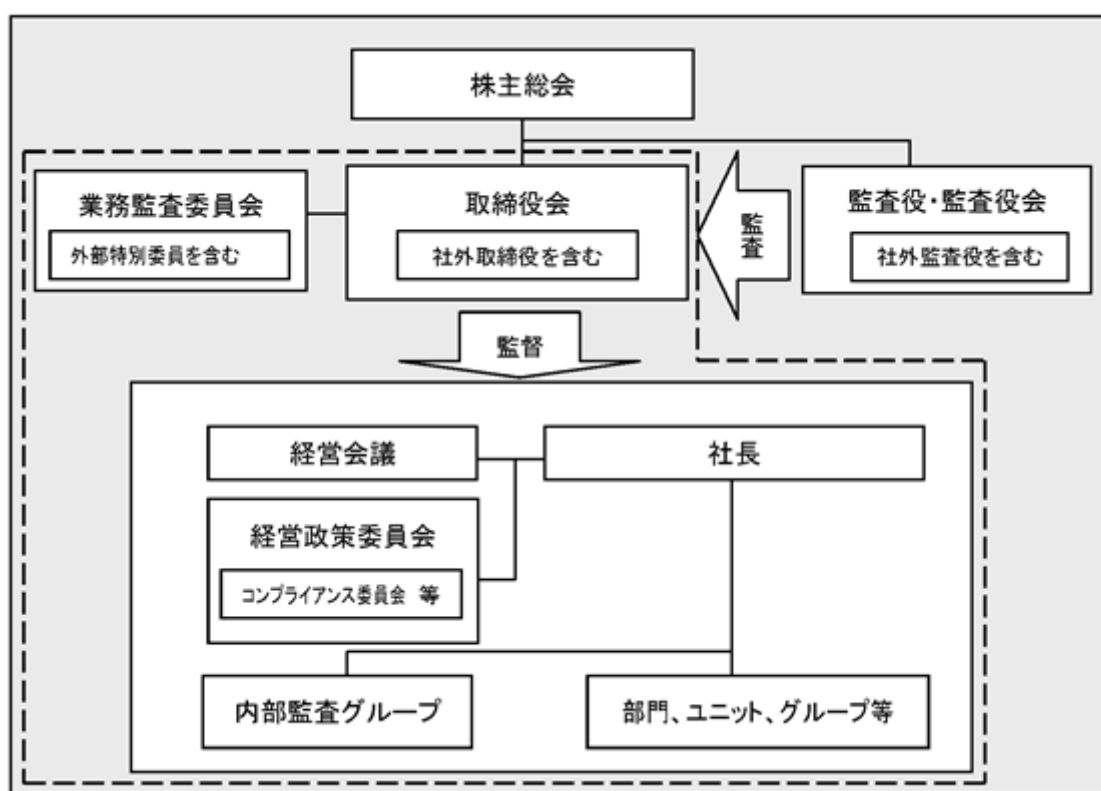 株主総会
業務監査委員会
外部特別委員を含む
取締役会
社外取締役を含む
監査
監査役・監査役会
社外監査役を含む
監督
経営会議
社長
経営政策委員会
コンプライアンス委員会 等
内部監査グループ
部門、ユニット、グループ等